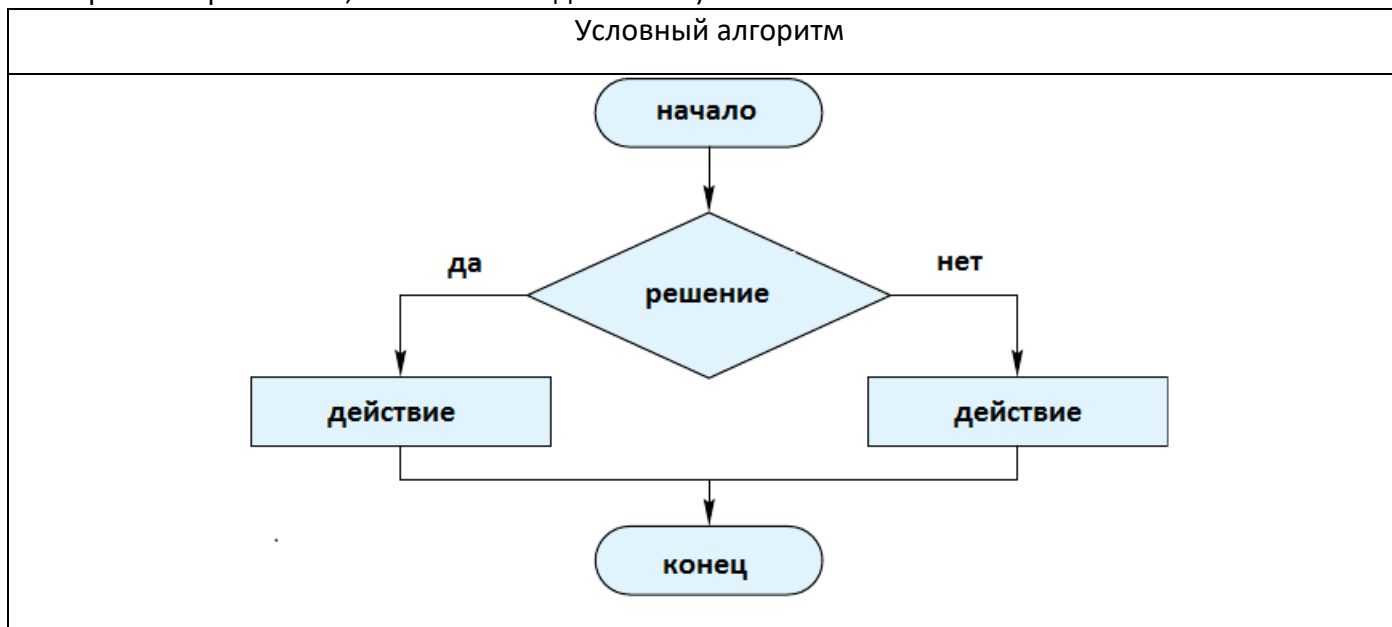 Условный алгоритм
начало
да
нет
решение
действие
действие
конец